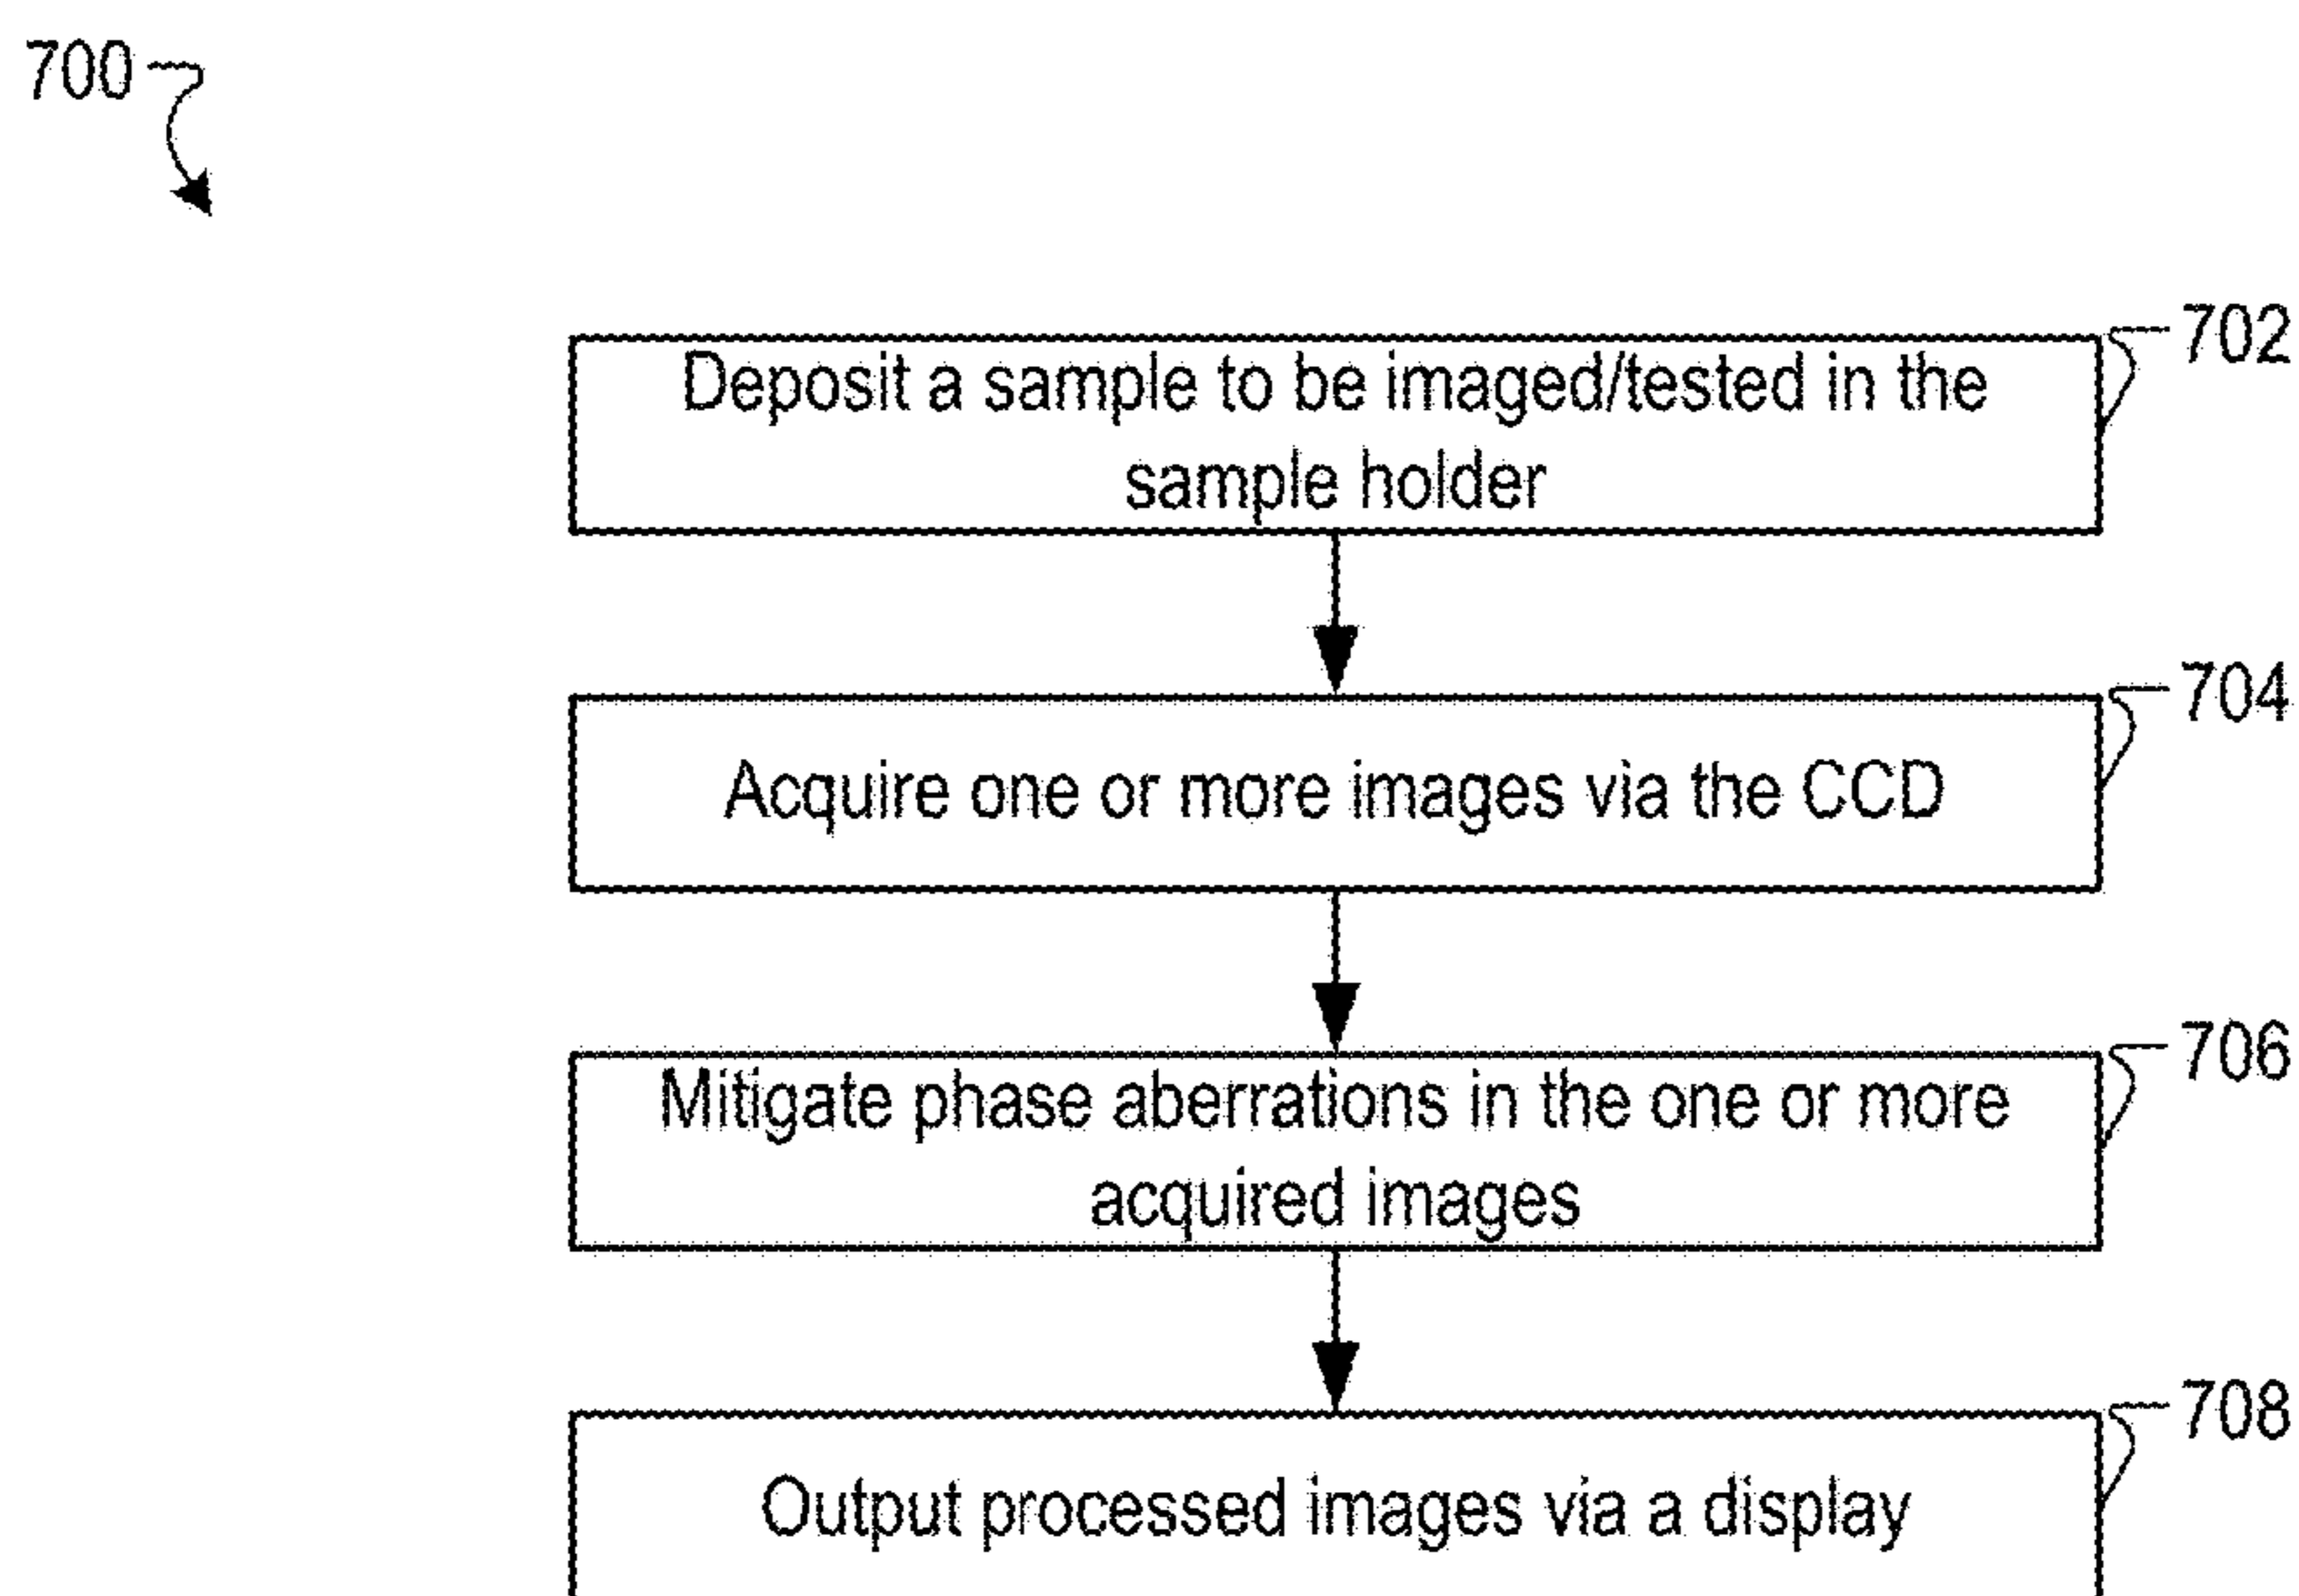 700
702
Deposit a sample to be imaged/tested in the
sample holder
704
Acquire one or more images via the CCD
706
Mitigate phase aberrations in the one or more
acquired images
708
Output processed images via a display